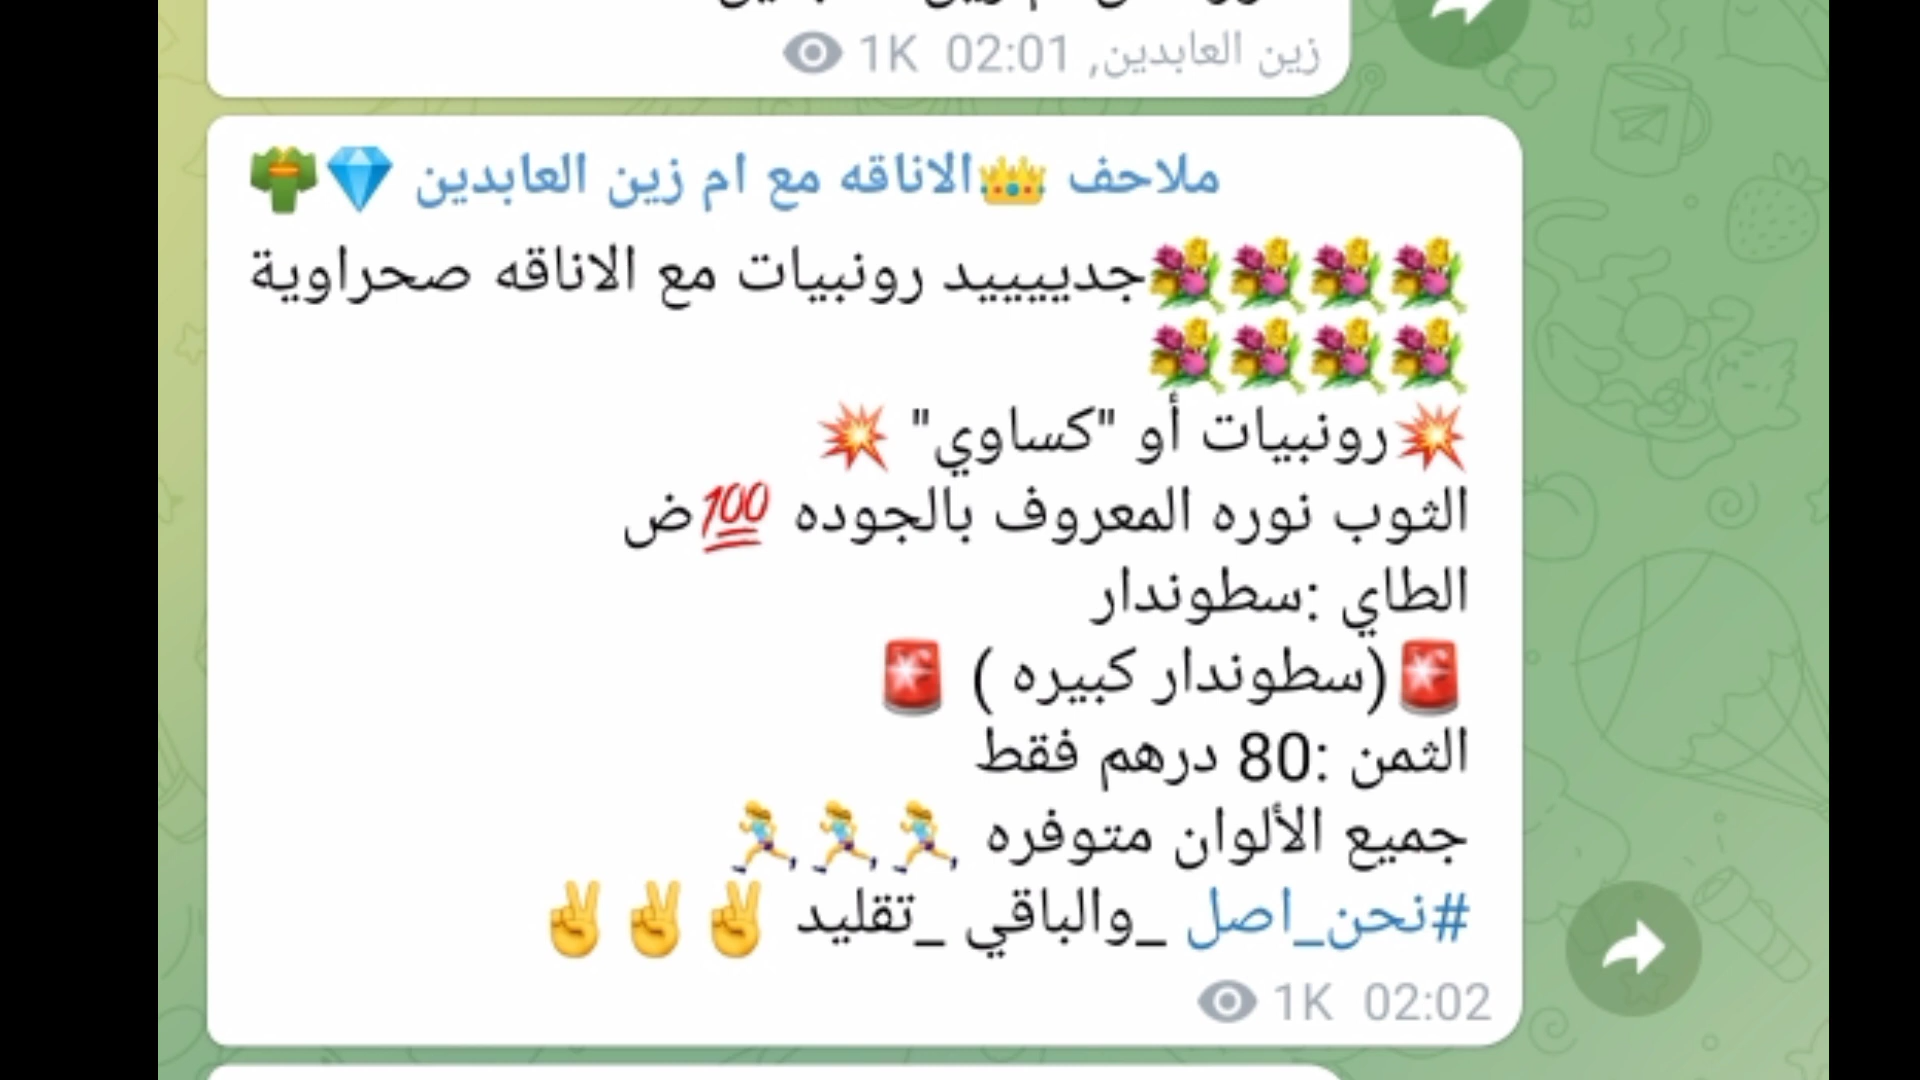 زين العابدين, 02:01 1K
ملاحف 👑الاناقه مع ام زين العابدين 💎👘
💐💐💐💐جدييييد رونبيات مع الاناقه صحراوية
💐💐💐💐
💥رونبيات أو "كساوي" 💥
الثوب نوره المعروف بالجوده 💯ض
الطاي :سطوندار
🚨(سطوندار كبيره ) 🚨
الثمن :80 درهم فقط
جميع الألوان متوفره 🏃‍♀️🏃‍♀️🏃‍♀️
#نحن_اصل _والباقي _تقليد ✌️✌️✌️
1K 02:02